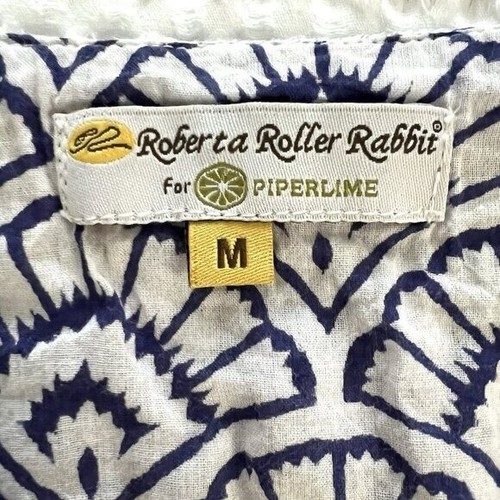 Roberta Roller Rabbit®
for PIPERLIME
M